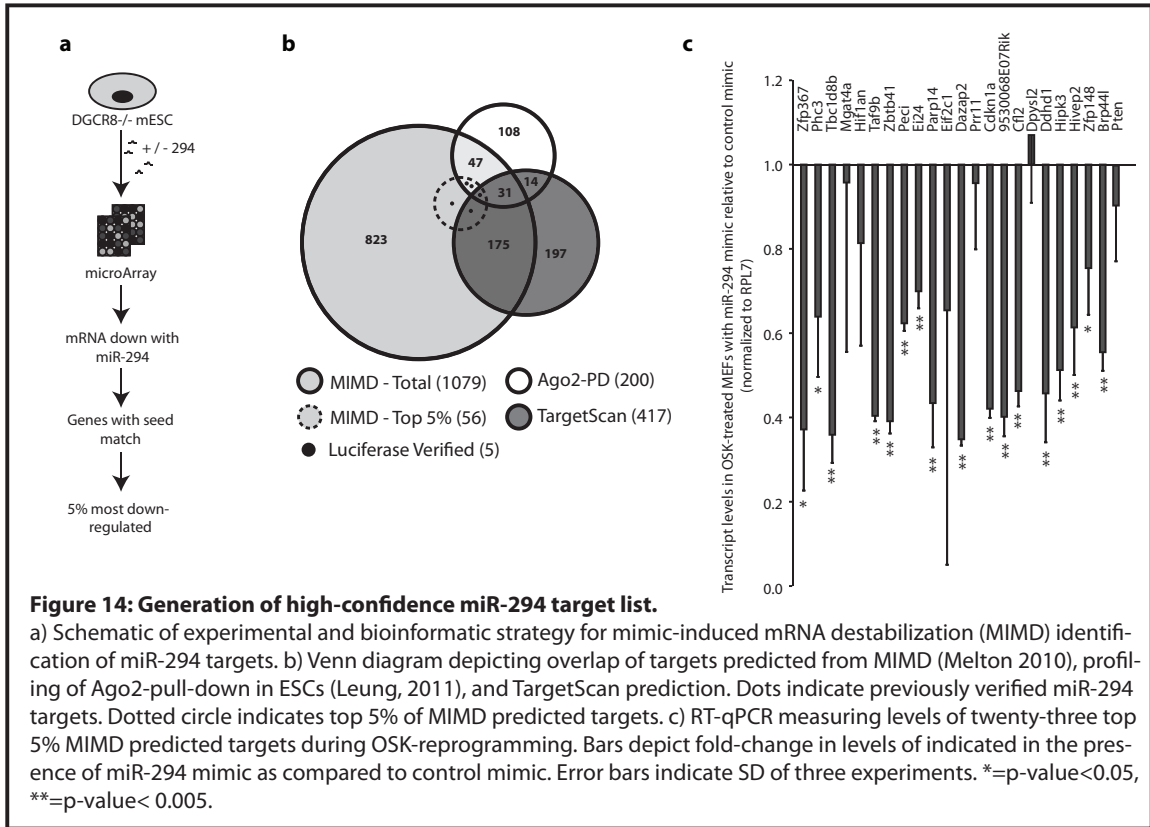 a
DGCR8-/- mESC
+ / - 294
microArray
mRNA down with
miR-294
Genes with seed
match
5% most down-
regulated
b
108
47
14
31
823
175
197
MIMD - Total (1079)
Ago2-PD (200)
MIMD - Top 5% (56)
TargetScan (417)
Luciferase Verified (5)
c
Transcript levels in OSK-treated MEFs with miR-294 mimic relative to control mimic
(normalized to RPL7)
1.2
1.0
0.8
0.6
0.4
0.2
0.0
Zfp367
Phc3
Tbc1d8b
Mgat4a
Hif1an
Taf9b
Zbtb41
Peci
Ei24
Parp14
Eif2c1
Dazap2
Prr11
Cdkn1a
9530068E07Rik
Cfl2
Dpysl2
Ddhd1
Hipk3
Hivep2
Zfp148
Brp44l
Pten
*
*
**
**
**
**
**
**
**
**
**
**
**
**
**
*
**
Figure 14: Generation of high-confidence miR-294 target list.
a) Schematic of experimental and bioinformatic strategy for mimic-induced mRNA destabilization (MIMD) identifi-
cation of miR-294 targets. b) Venn diagram depicting overlap of targets predicted from MIMD (Melton 2010), profil-
ing of Ago2-pull-down in ESCs (Leung, 2011), and TargetScan prediction. Dots indicate previously verified miR-294
targets. Dotted circle indicates top 5% of MIMD predicted targets. c) RT-qPCR measuring levels of twenty-three top
5% MIMD predicted targets during OSK-reprogramming. Bars depict fold-change in levels of indicated in the pres-
ence of miR-294 mimic as compared to control mimic. Error bars indicate SD of three experiments. *=p-value<0.05,
**=p-value< 0.005.